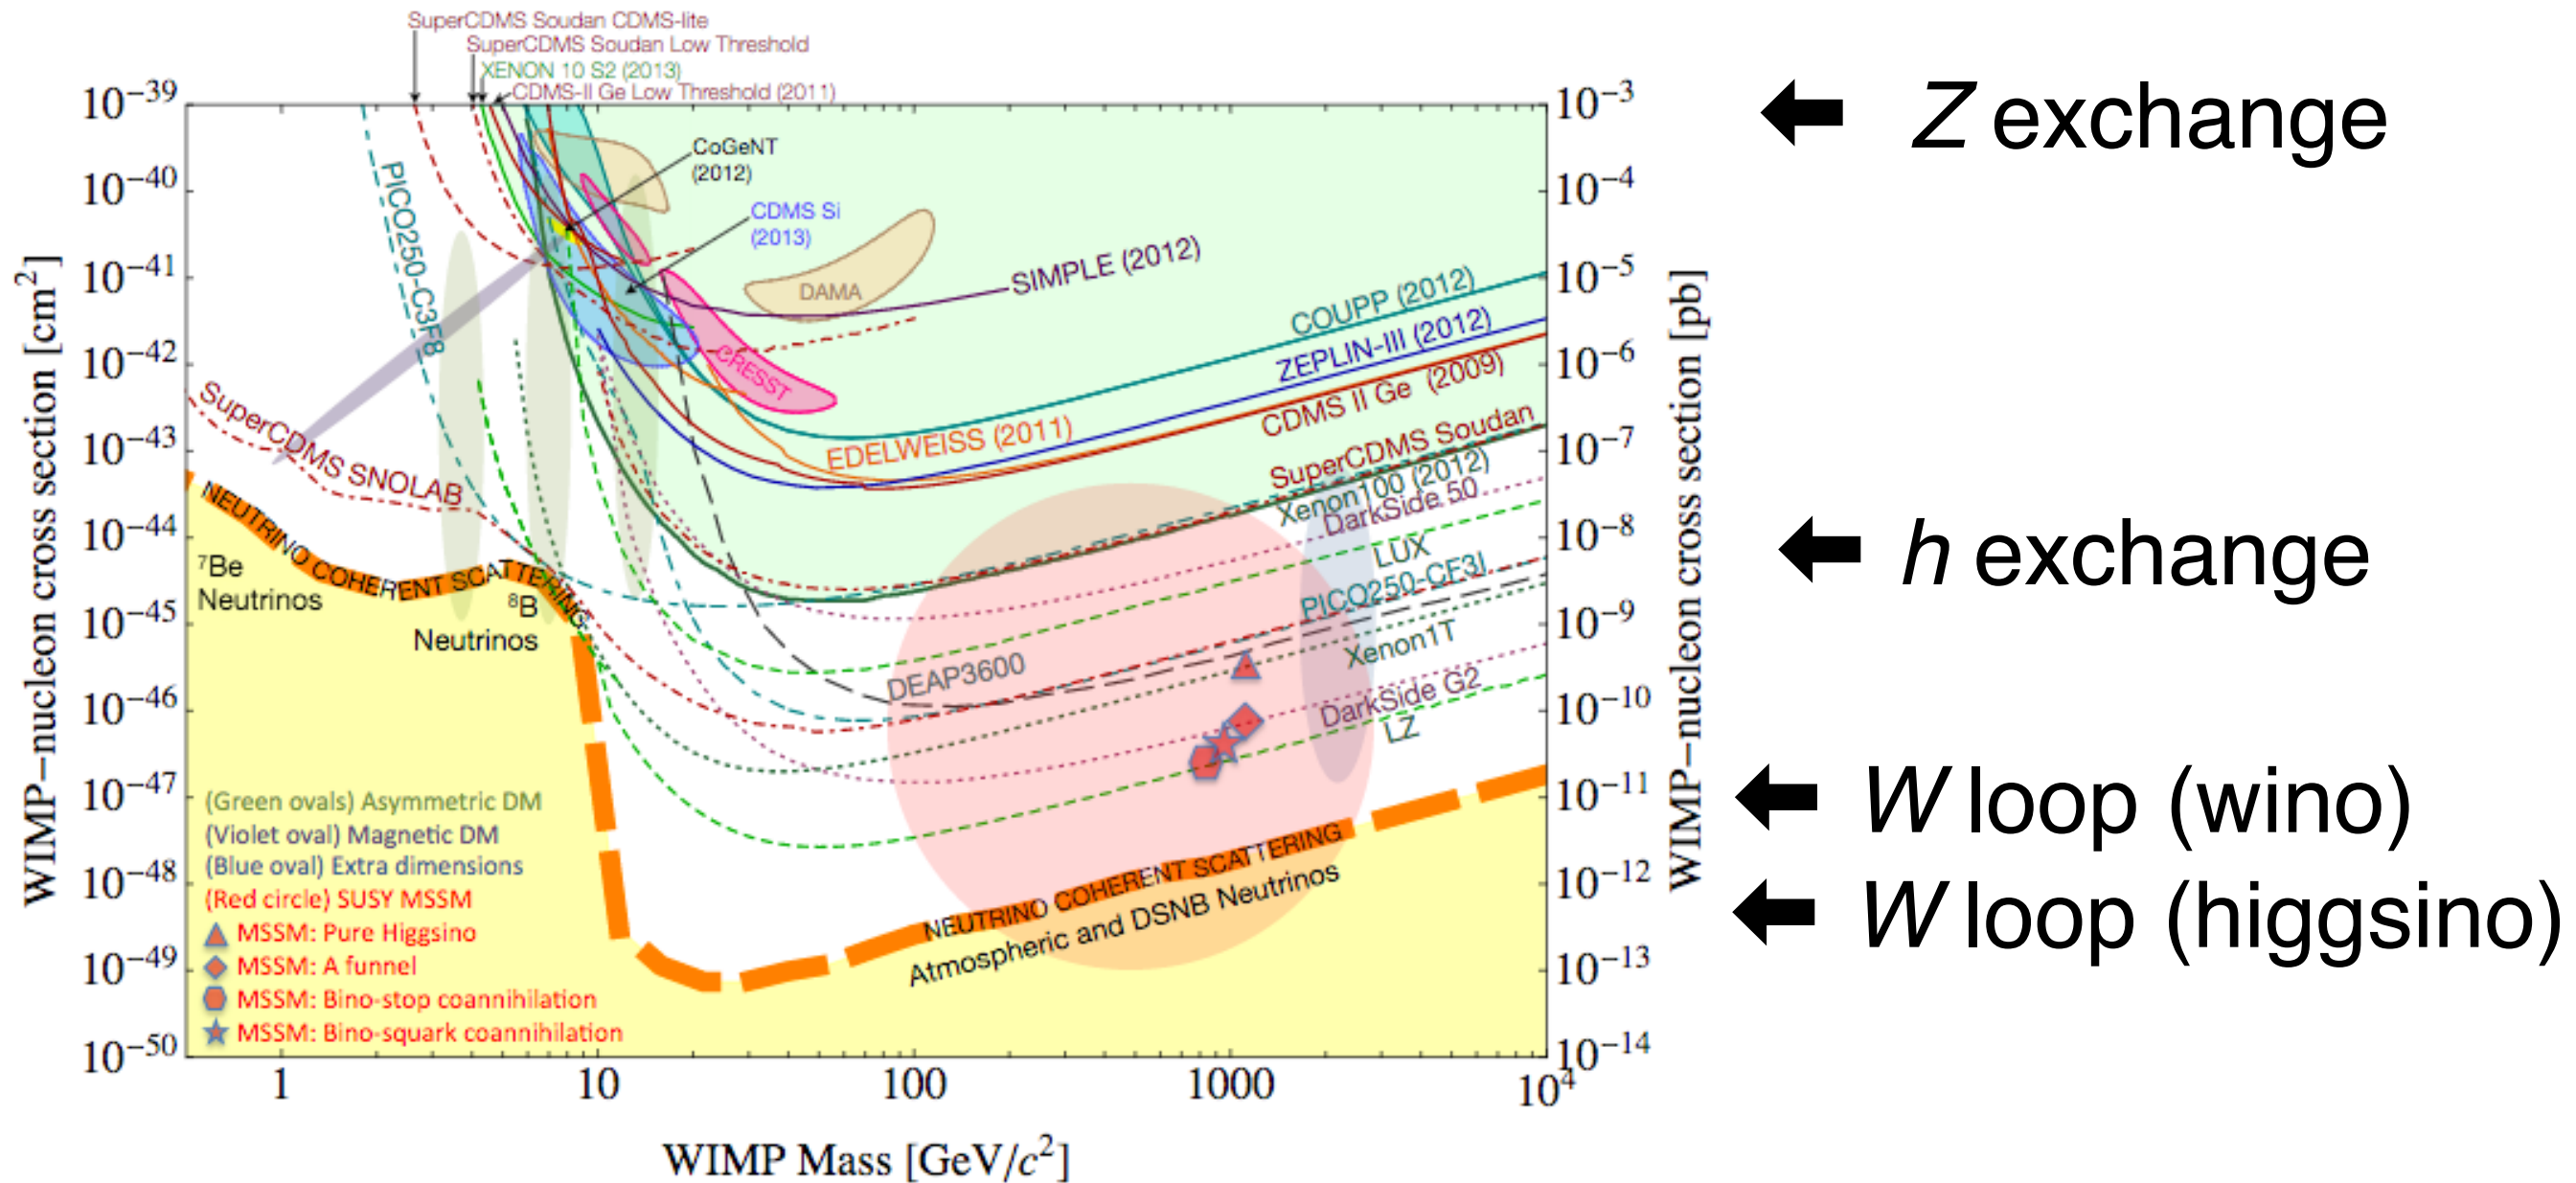 SuperCDMS Soudan CDMS-lite
SuperCDMS Soudan Low Threshold
XENON 10 S2 (2013)
CDMS-II Ge Low Threshold (2011)
10⁻³⁹
10⁻⁴⁰
10⁻⁴¹
10⁻⁴²
10⁻⁴³
10⁻⁴⁴
10⁻⁴⁵
10⁻⁴⁶
10⁻⁴⁷
10⁻⁴⁸
10⁻⁴⁹
10⁻⁵⁰
WIMP–nucleon cross section [cm²]
CoGeNT
(2012)
CDMS Si
(2013)
PICO250-C3F8
DAMA
SIMPLE (2012)
COUPP (2012)
ZEPLIN-III (2012)
CRESST
CDMS II Ge (2009)
EDELWEISS (2011)
SuperCDMS Soudan
Xenon100 (2012)
DarkSide 50
LUX
PICO250-CF3I
Xenon1T
DEAP3600
DarkSide G2
LZ
SuperCDMS SNOLAB
NEUTRINO COHERENT SCATTERING
⁷Be
Neutrinos
⁸B
Neutrinos
NEUTRINO COHERENT SCATTERING
Atmospheric and DSNB Neutrinos
(Green ovals) Asymmetric DM
(Violet oval) Magnetic DM
(Blue oval) Extra dimensions
(Red circle) SUSY MSSM
MSSM: Pure Higgsino
MSSM: A funnel
MSSM: Bino-stop coannihilation
MSSM: Bino-squark coannihilation
1 10 100 1000 10⁴
WIMP Mass [GeV/c²]
10⁻³
10⁻⁴
10⁻⁵
10⁻⁶
10⁻⁷
10⁻⁸
10⁻⁹
10⁻¹⁰
10⁻¹¹
10⁻¹²
10⁻¹³
10⁻¹⁴
WIMP–nucleon cross section [pb]
Z exchange
h exchange
W loop (wino)
W loop (higgsino)